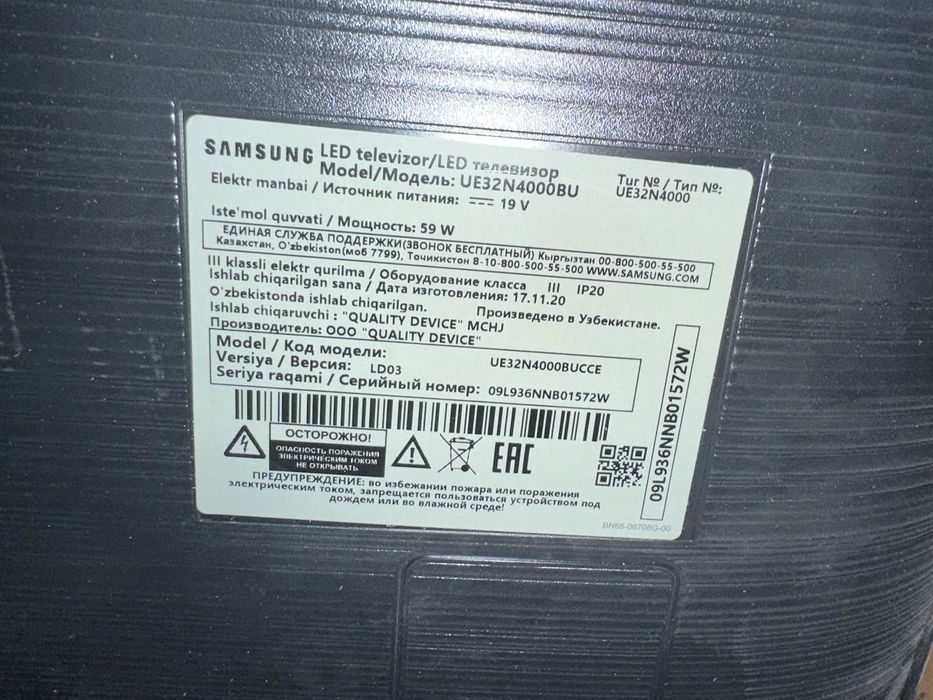 SAMSUNG LED televizor/LED телевизор
Model/Модель: UE32N4000BU
Tur № / Тип №:
UE32N4000
Elektr manbai / Источник питания: ⎓ 19 V
Iste'mol quvvati / Мощность: 59 W
ЕДИНАЯ СЛУЖБА ПОДДЕРЖКИ(ЗВОНОК БЕСПЛАТНЫЙ) Кыргызтан 00-800-500-55-500
Казахстан, O'zbekiston(моб 7799), Точикистон 8-10-800-500-55-500 WWW.SAMSUNG.COM
III klassli elektr qurilma / Оборудование класса III IP20
Ishlab chiqarilgan sana / Дата изготовления: 17.11.20
O'zbekistonda ishlab chiqarilgan. Произведено в Узбекистане.
Ishlab chiqaruvchi : "QUALITY DEVICE" MCHJ
Производитель: ООО "QUALITY DEVICE"
Model / Код модели: UE32N4000BUCCE
Versiya / Версия: LD03
Seriya raqami / Серийный номер: 09L936NNB01572W
09L936NNB01572W
ОСТОРОЖНО!
ОПАСНОСТЬ ПОРАЖЕНИЯ
ЭЛЕКТРИЧЕСКИМ ТОКОМ
НЕ ОТКРЫВАТЬ
EAC
ПРЕДУПРЕЖДЕНИЕ: во избежании пожара или поражения
электрическим током, запрещается пользоваться устройством под
дождем или во влажной среде!
BN68-06708G-00